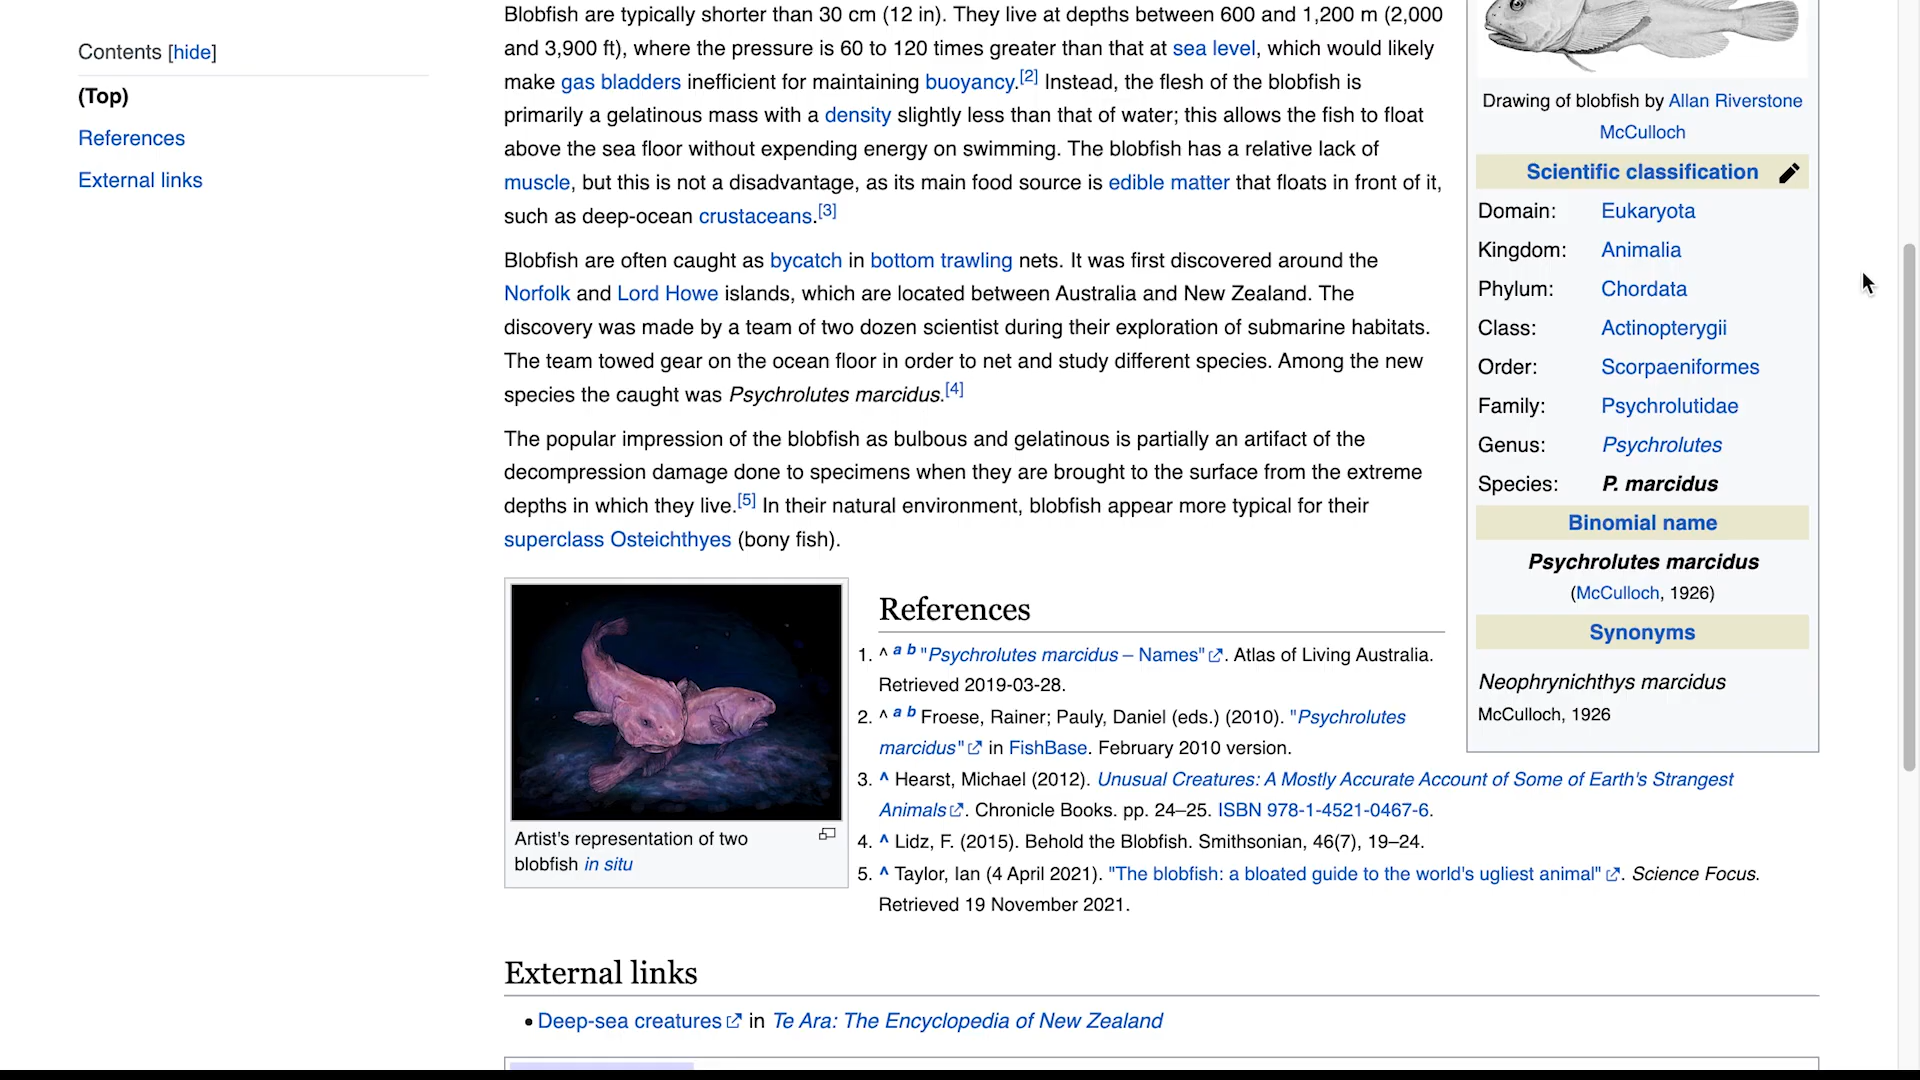 Contents [hide]
(Top)
References
External links
Blobfish are typically shorter than 30 cm (12 in). They live at depths between 600 and 1,200 m (2,000
and 3,900 ft), where the pressure is 60 to 120 times greater than that at sea level, which would likely
make gas bladders inefficient for maintaining buoyancy.[2] Instead, the flesh of the blobfish is
primarily a gelatinous mass with a density slightly less than that of water; this allows the fish to float
above the sea floor without expending energy on swimming. The blobfish has a relative lack of
muscle, but this is not a disadvantage, as its main food source is edible matter that floats in front of it,
such as deep-ocean crustaceans.[3]
Blobfish are often caught as bycatch in bottom trawling nets. It was first discovered around the
Norfolk and Lord Howe islands, which are located between Australia and New Zealand. The
discovery was made by a team of two dozen scientist during their exploration of submarine habitats.
The team towed gear on the ocean floor in order to net and study different species. Among the new
species the caught was Psychrolutes marcidus.[4]
The popular impression of the blobfish as bulbous and gelatinous is partially an artifact of the
decompression damage done to specimens when they are brought to the surface from the extreme
depths in which they live.[5] In their natural environment, blobfish appear more typical for their
superclass Osteichthyes (bony fish).
Artist's representation of two
blobfish in situ
References
1. ^ a b "Psychrolutes marcidus – Names". Atlas of Living Australia.
Retrieved 2019-03-28.
2. ^ a b Froese, Rainer; Pauly, Daniel (eds.) (2010). "Psychrolutes
marcidus" in FishBase. February 2010 version.
3. ^ Hearst, Michael (2012). Unusual Creatures: A Mostly Accurate Account of Some of Earth's Strangest
Animals. Chronicle Books. pp. 24–25. ISBN 978-1-4521-0467-6.
4. ^ Lidz, F. (2015). Behold the Blobfish. Smithsonian, 46(7), 19–24.
5. ^ Taylor, Ian (4 April 2021). "The blobfish: a bloated guide to the world's ugliest animal". Science Focus.
Retrieved 19 November 2021.
External links
• Deep-sea creatures in Te Ara: The Encyclopedia of New Zealand
Drawing of blobfish by Allan Riverstone
McCulloch
Scientific classification
Domain: Eukaryota
Kingdom: Animalia
Phylum: Chordata
Class: Actinopterygii
Order: Scorpaeniformes
Family: Psychrolutidae
Genus: Psychrolutes
Species: P. marcidus
Binomial name
Psychrolutes marcidus
(McCulloch, 1926)
Synonyms
Neophrynichthys marcidus
McCulloch, 1926